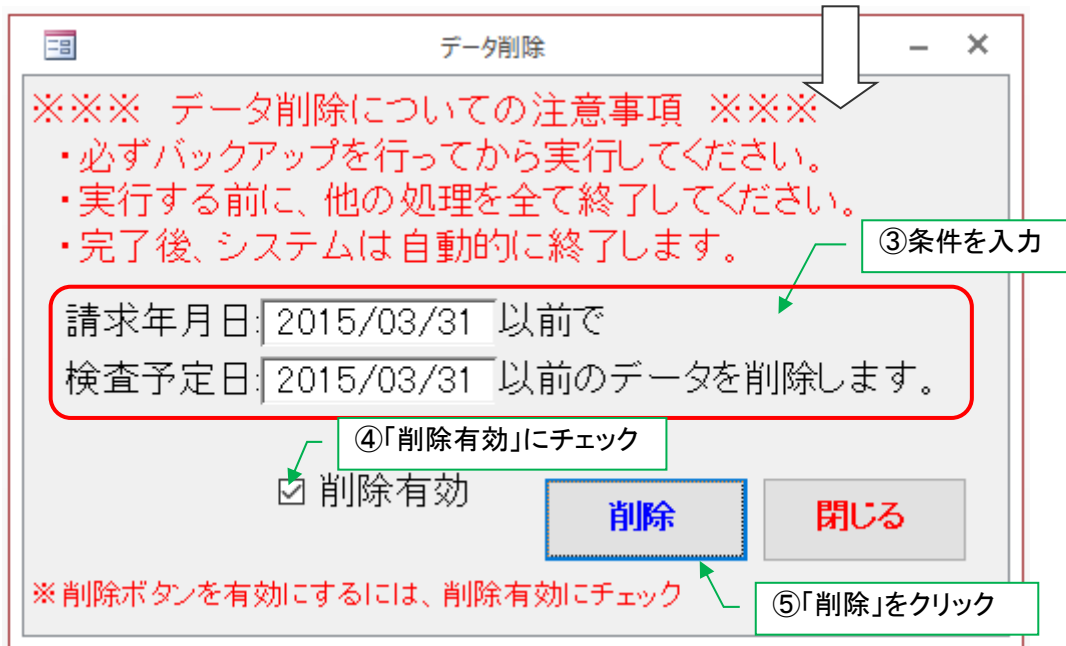 データ削除
※※※ データ削除についての注意事項 ※※※
・必ずバックアップを行ってから実行してください。
・実行する前に、他の処理を全て終了してください。
・完了後、システムは自動的に終了します。
③条件を入力
請求年月日:2015/03/31 以前で
検査予定日:2015/03/31 以前のデータを削除します。
④「削除有効」にチェック
削除有効
削除
閉じる
※削除ボタンを有効にするには、削除有効にチェック
⑤「削除」をクリック